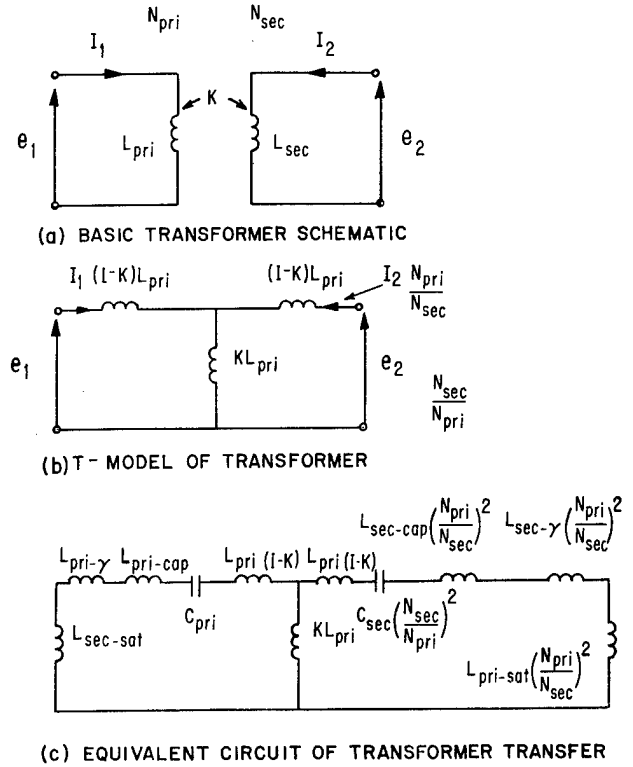 N_pri N_sec
I_1 I_2
K
e_1 L_pri L_sec e_2
(a) BASIC TRANSFORMER SCHEMATIC
I_1 (I-K)L_pri (I-K)L_pri I_2 N_pri/N_sec
e_1 KL_pri e_2 N_sec/N_pri
(b) T-MODEL OF TRANSFORMER
L_sec-cap(N_pri/N_sec)^2 L_sec-γ(N_pri/N_sec)^2
L_pri-γ L_pri-cap L_pri(I-K) L_pri(I-K)
C_pri C_sec(N_sec/N_pri)^2
L_sec-sat KL_pri
L_pri-sat(N_pri/N_sec)^2
(c) EQUIVALENT CIRCUIT OF TRANSFORMER TRANSFER